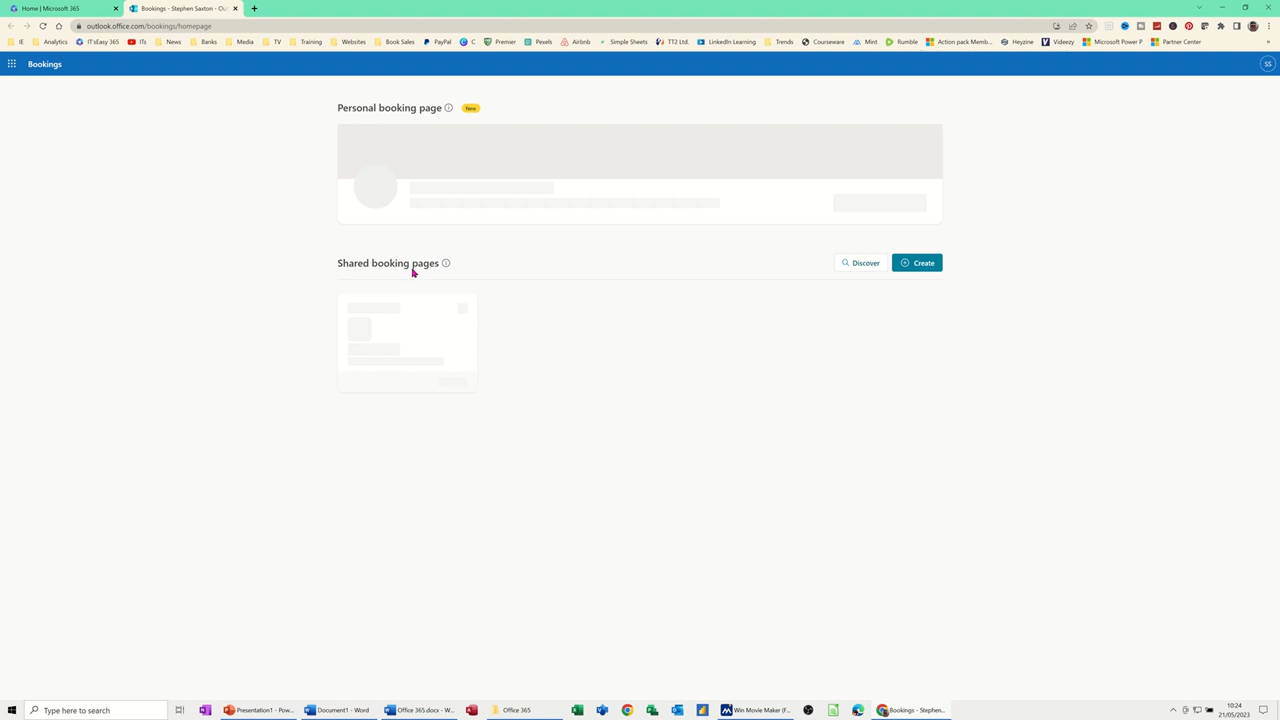 Home | Microsoft 365
Bookings - Stephen Saxton - Out
outlook.office.com/bookings/homepage
IE Analytics IT'sEasy 365 ITs News Banks Media TV Training Websites Book Sales PayPal C Premier Pexels Airbnb Simple Sheets TT2 Ltd. LinkedIn Learning Trends Courseware Mint Rumble Action pack Memb... Heyzine Videezy Microsoft Power P Partner Center
Bookings
SS
Personal booking page
New
Shared booking pages
Discover
Create
Type here to search
Presentation1 - Pow...
Document1 - Word
Office 365.docx - W...
Office 365
Win Movie Maker (F...
Bookings - Stephen...
10:24
21/05/2023